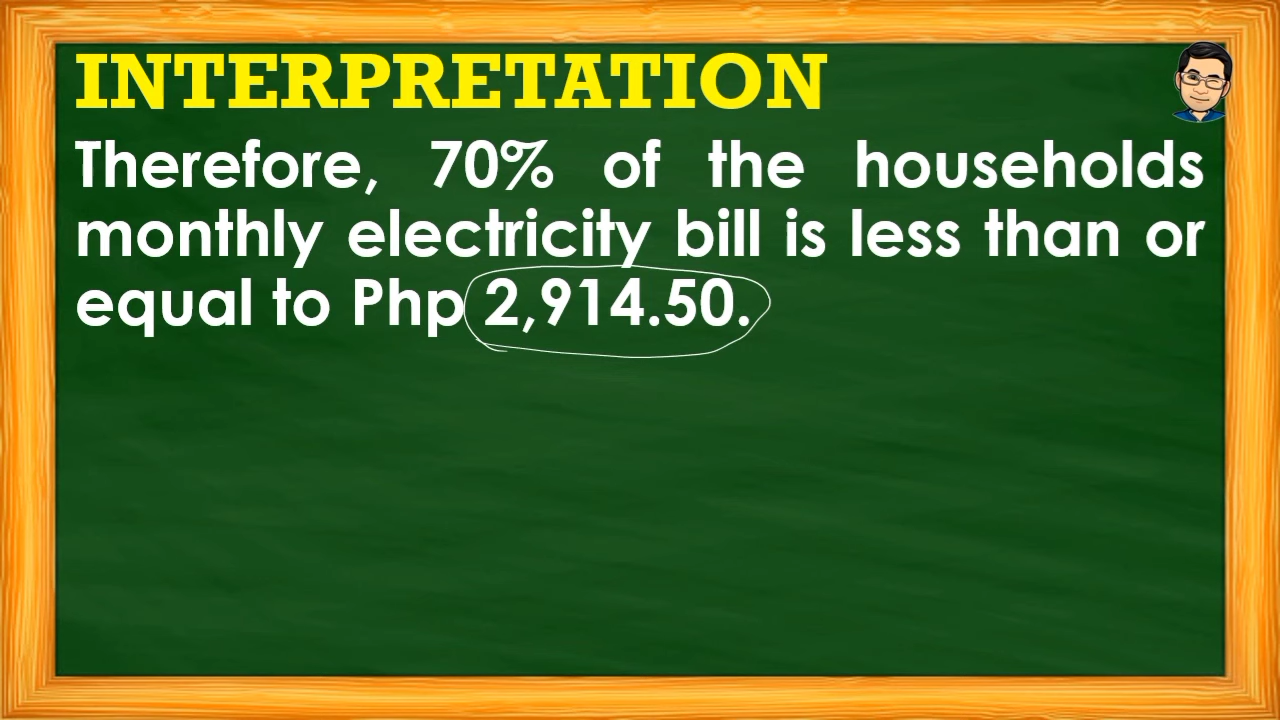 INTERPRETATION
Therefore, 70% of the households
monthly electricity bill is less than or
equal to Php 2,914.50.